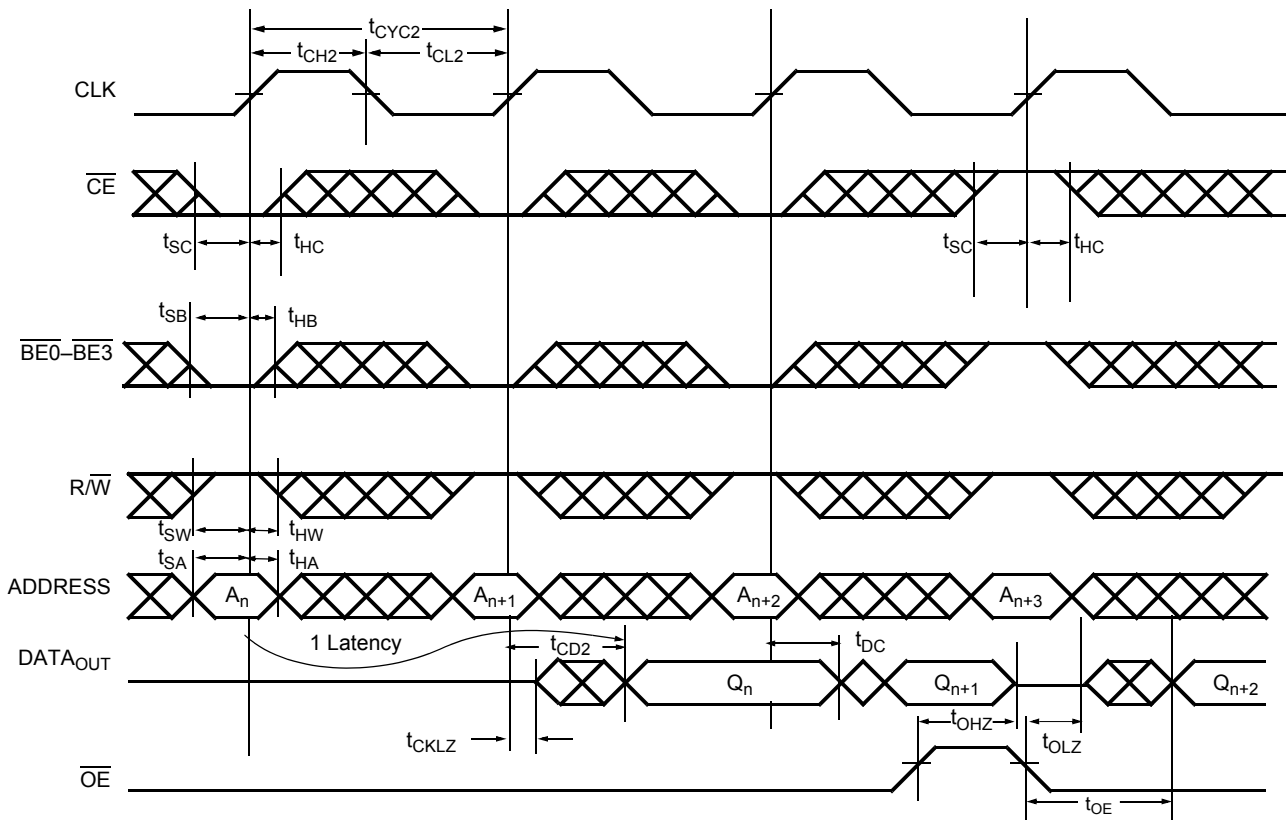 tCYC2
tCH2
tCL2
CLK
CE
tSC
tHC
tSC
tHC
tSB
tHB
BE0–BE3
R/W
tSW
tHW
tSA
tHA
ADDRESS
An
An+1
An+2
An+3
1 Latency
tCD2
tDC
DATAOUT
Qn
Qn+1
Qn+2
tOHZ
tCKLZ
tOLZ
OE
tOE